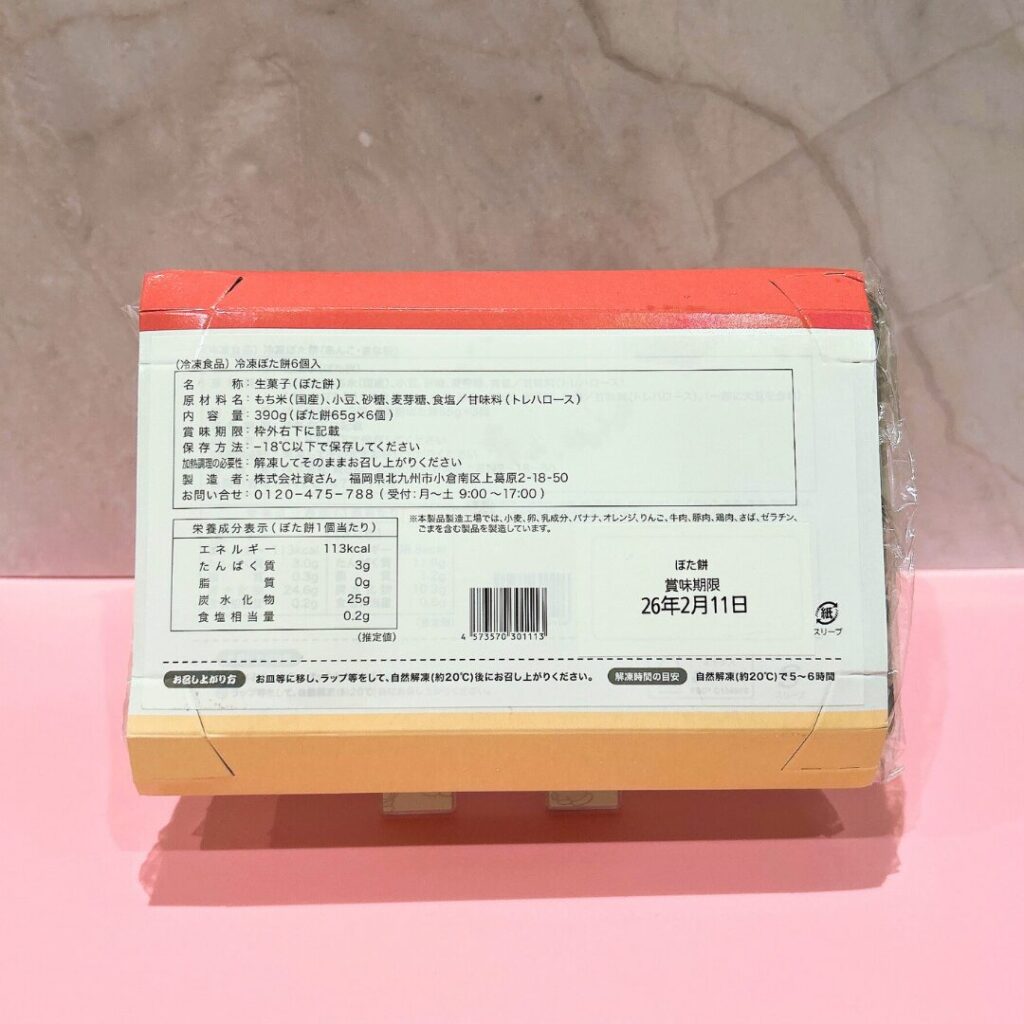 (冷凍食品) 冷凍ぼた餅6個入
名称：生菓子(ぼた餅)
原材料名：もち米(国産)、小豆、砂糖、麦芽糖、食塩／甘味料(トレハロース)
内容量：390g(ぼた餅65g×6個)
賞味期限：枠外右下に記載
保存方法：−18℃以下で保存してください
加熱調理の必要性：解凍してそのままお召し上がりください
製造者：株式会社資さん 福岡県北九州市小倉南区上葛原2-18-50
お問い合せ：0120−475−788 (受付：月〜土 9:00〜17:00)
※本製品製造工場では、小麦、卵、乳成分、バナナ、オレンジ、りんご、牛肉、豚肉、鶏肉、さば、ゼラチン、
ごまを含む製品を製造しています。
栄養成分表示(ぼた餅1個当たり)
エネルギー 113kcal
たんぱく質 3g
脂質 0g
炭水化物 25g
食塩相当量 0.2g
(推定値)
4 573570 301113
ぼた餅
賞味期限
26年2月11日
紙
スリーブ
お召し上がり方 お皿等に移し、ラップ等をして、自然解凍(約20℃)後にお召し上がりください。 解凍時間の目安 自然解凍(約20℃)で5〜6時間